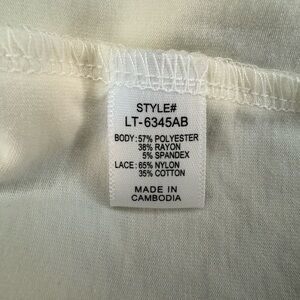 STYLE#
LT-6345AB
BODY: 57% POLYESTER
38% RAYON
5% SPANDEX
LACE: 65% NYLON
35% COTTON
MADE IN
CAMBODIA